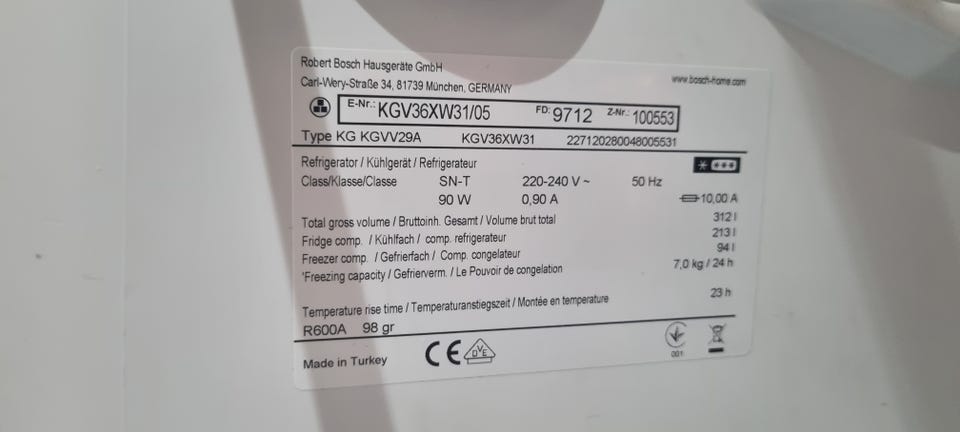 Robert Bosch Hausgeräte GmbH
Carl-Wery-Straße 34, 81739 München, GERMANY
www.bosch-home.com
E-Nr.: KGV36XW31/05 FD: 9712 Z-Nr.: 100553
Type KG KGVV29A KGV36XW31 227120280048005531
Refrigerator / Kühlgerät / Refrigerateur
Class/Klasse/Classe SN-T 220-240 V ~ 50 Hz
90 W 0,90 A 10,00 A
Total gross volume / Bruttoinh. Gesamt / Volume brut total 312 l
Fridge comp. / Kühlfach / comp. refrigerateur 213 l
Freezer comp. / Gefrierfach / Comp. congelateur 94 l
'Freezing capacity / Gefrierverm. / Le Pouvoir de congelation 7,0 kg / 24 h
Temperature rise time / Temperaturanstiegszeit / Montée en temperature 23 h
R600A 98 gr
Made in Turkey CE DVE 001